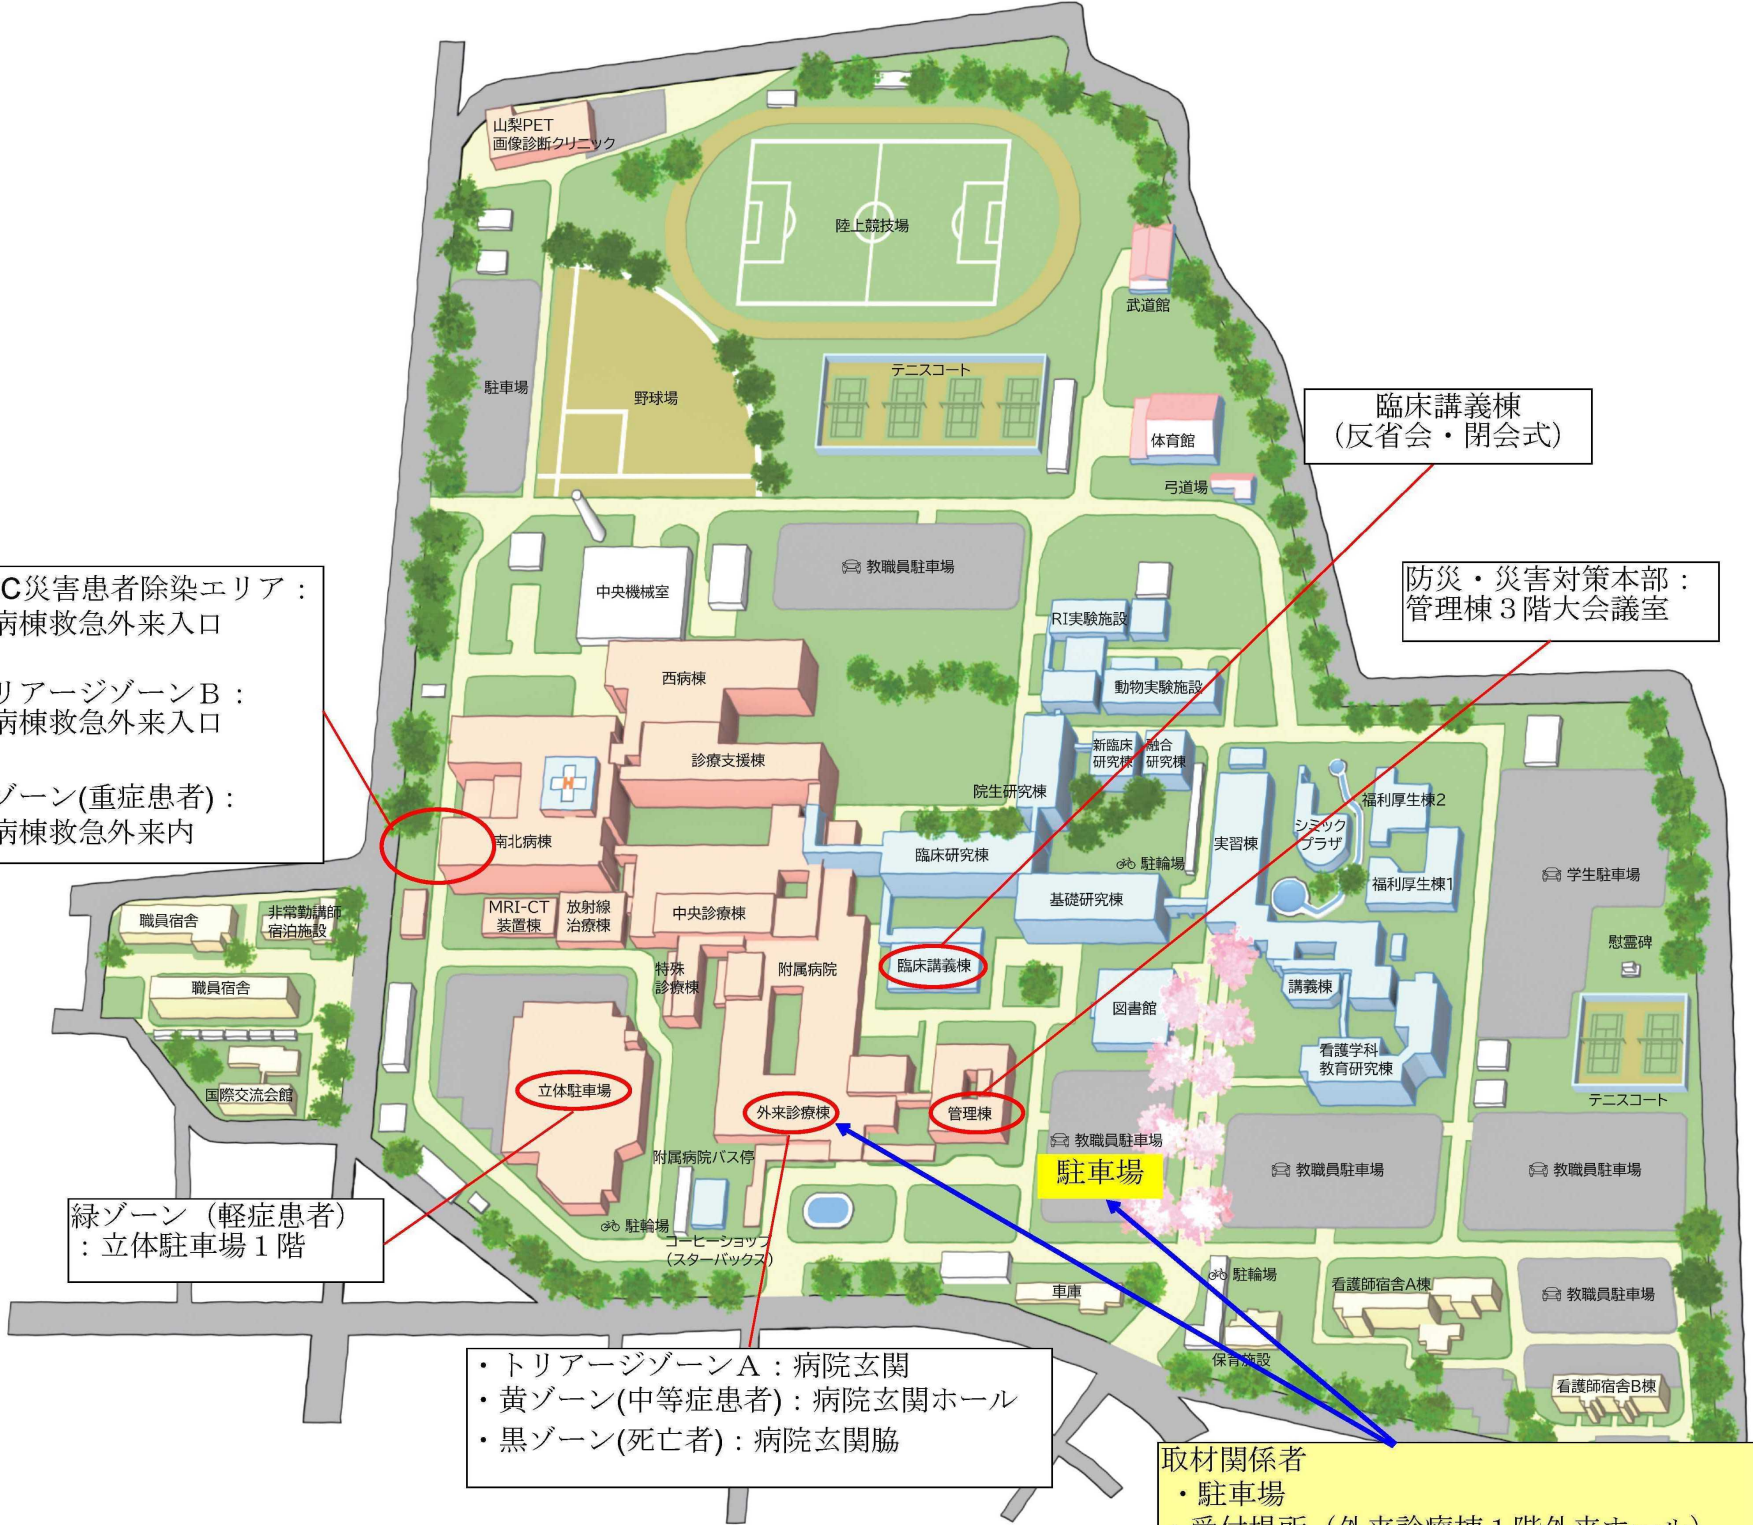 山梨PET
画像診断クリニック
陸上競技場
武道館
駐車場
野球場
テニスコート
体育館
弓道場
臨床講義棟
（反省会・閉会式）
防災・災害対策本部：
管理棟３階大会議室
C災害患者除染エリア：
病棟救急外来入口
リアージゾーンＢ：
病棟救急外来入口
ゾーン(重症患者)：
病棟救急外来内
中央機械室
教職員駐車場
RI実験施設
動物実験施設
西病棟
診療支援棟
H
新臨床
研究棟
融合
研究棟
院生研究棟
福利厚生棟2
シミック
プラザ
実習棟
南北病棟
臨床研究棟
駐輪場
基礎研究棟
福利厚生棟1
学生駐車場
職員宿舎
非常勤講師
宿泊施設
MRI-CT
装置棟
放射線
治療棟
中央診療棟
慰霊碑
特殊
診療棟
附属病院
臨床講義棟
職員宿舎
図書館
講義棟
看護学科
教育研究棟
国際交流会館
立体駐車場
外来診療棟
管理棟
テニスコート
教職員駐車場
駐車場
教職員駐車場
教職員駐車場
附属病院バス停
駐輪場
コーヒーショップ
（スターバックス）
緑ゾーン（軽症患者）
：立体駐車場１階
車庫
駐輪場
看護師宿舎A棟
教職員駐車場
保育施設
看護師宿舎B棟
・トリアージゾーンＡ：病院玄関
・黄ゾーン(中等症患者)：病院玄関ホール
・黒ゾーン(死亡者)：病院玄関脇
取材関係者
・駐車場
受付場所（外来診療棟１階外来ホール）